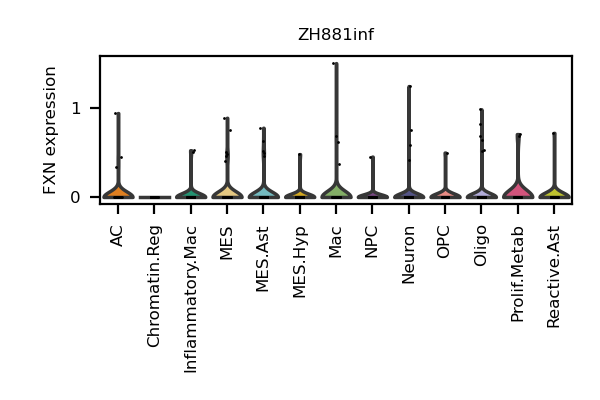 ZH881inf
FXN expression
1
0
AC
Chromatin.Reg
Inflammatory.Mac
MES
MES.Ast
MES.Hyp
Mac
NPC
Neuron
OPC
Oligo
Prolif.Metab
Reactive.Ast